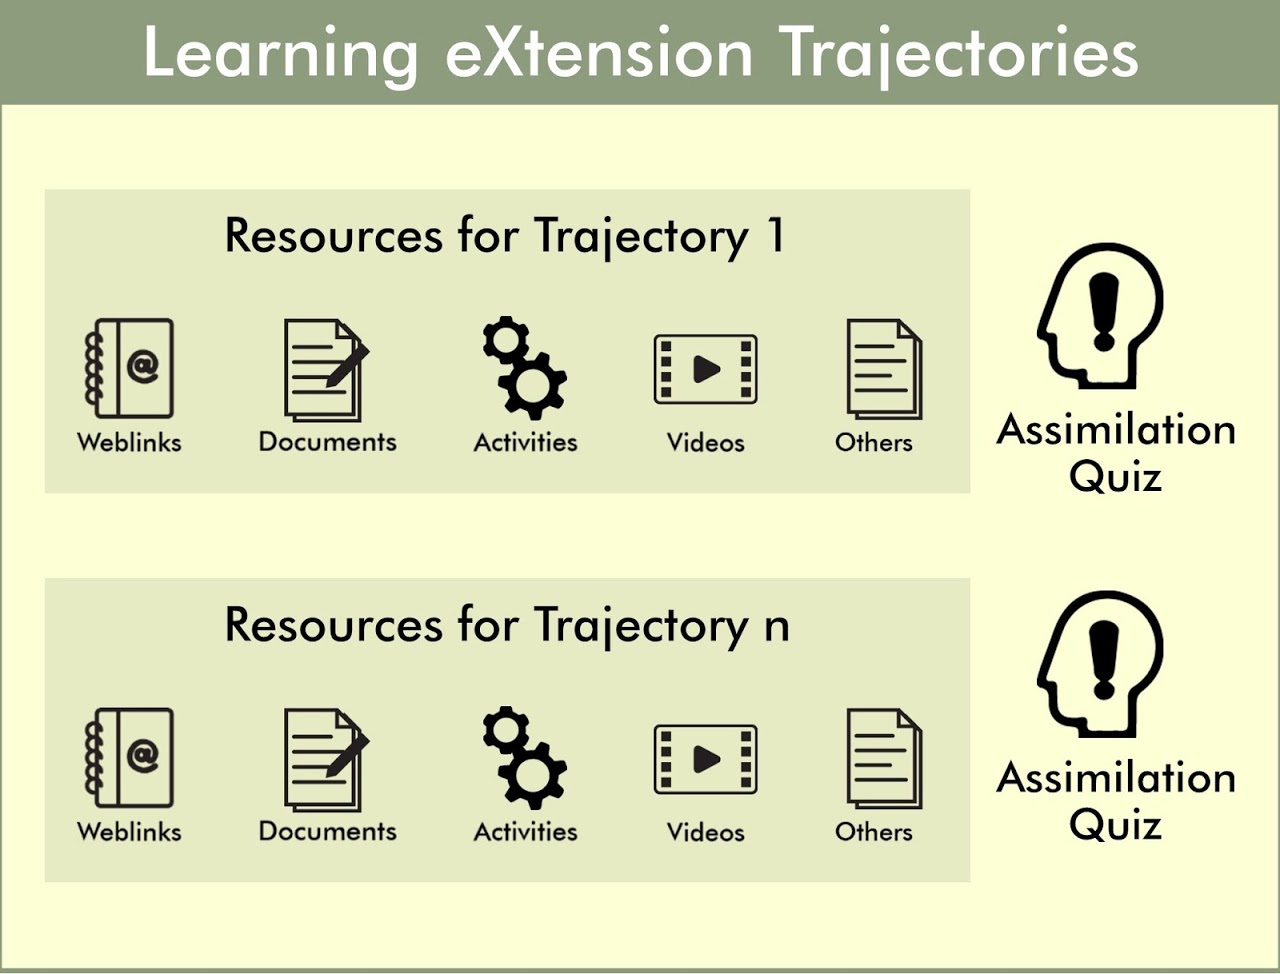 Learning eXtension Trajectories
Resources for Trajectory 1
@
Weblinks Documents Activities Videos Others
Assimilation
Quiz
Resources for Trajectory n
@
Weblinks Documents Activities Videos Others
Assimilation
Quiz